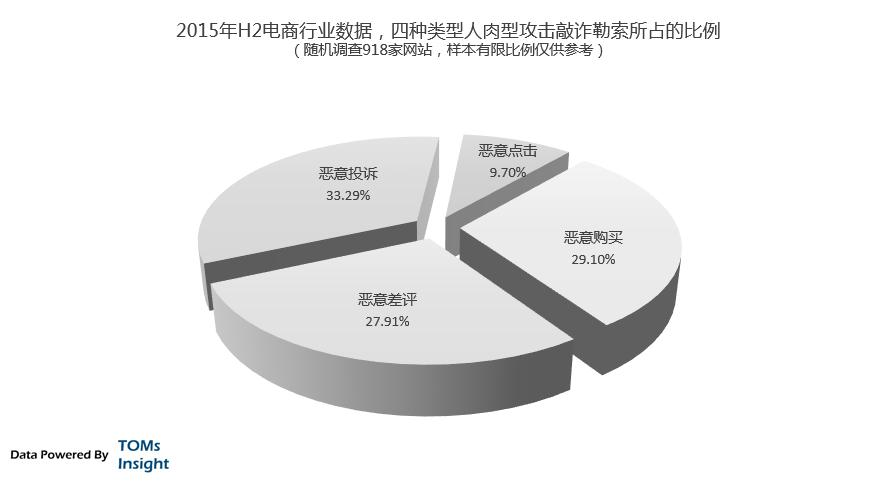 2015年H2电商行业数据，四种类型人肉型攻击敲诈勒索所占的比例
（随机调查918家网站，样本有限比例仅供参考）
恶意点击
9.70%
恶意投诉
33.29%
恶意购买
29.10%
恶意差评
27.91%
Data Powered By TOMs
Insight